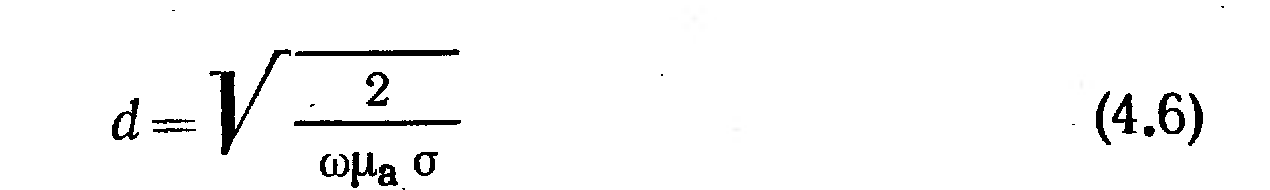 d = √(2 / (ωμₐ σ)) (4.6)